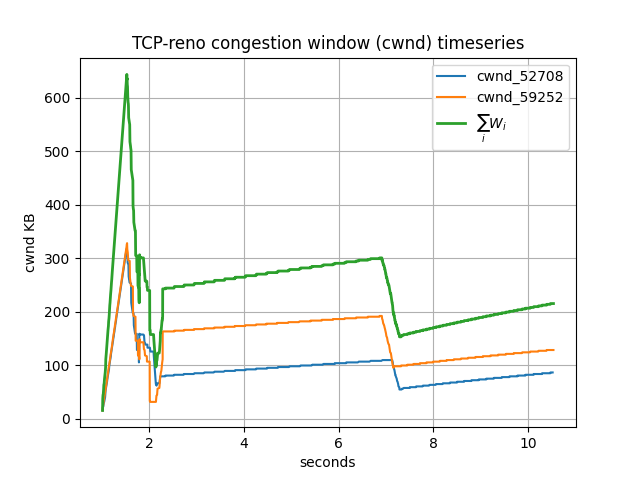 TCP-reno congestion window (cwnd) timeseries
cwnd_52708
cwnd_59252
∑W_i
i
600
500
400
300
200
100
0
cwnd KB
2 4 6 8 10
seconds